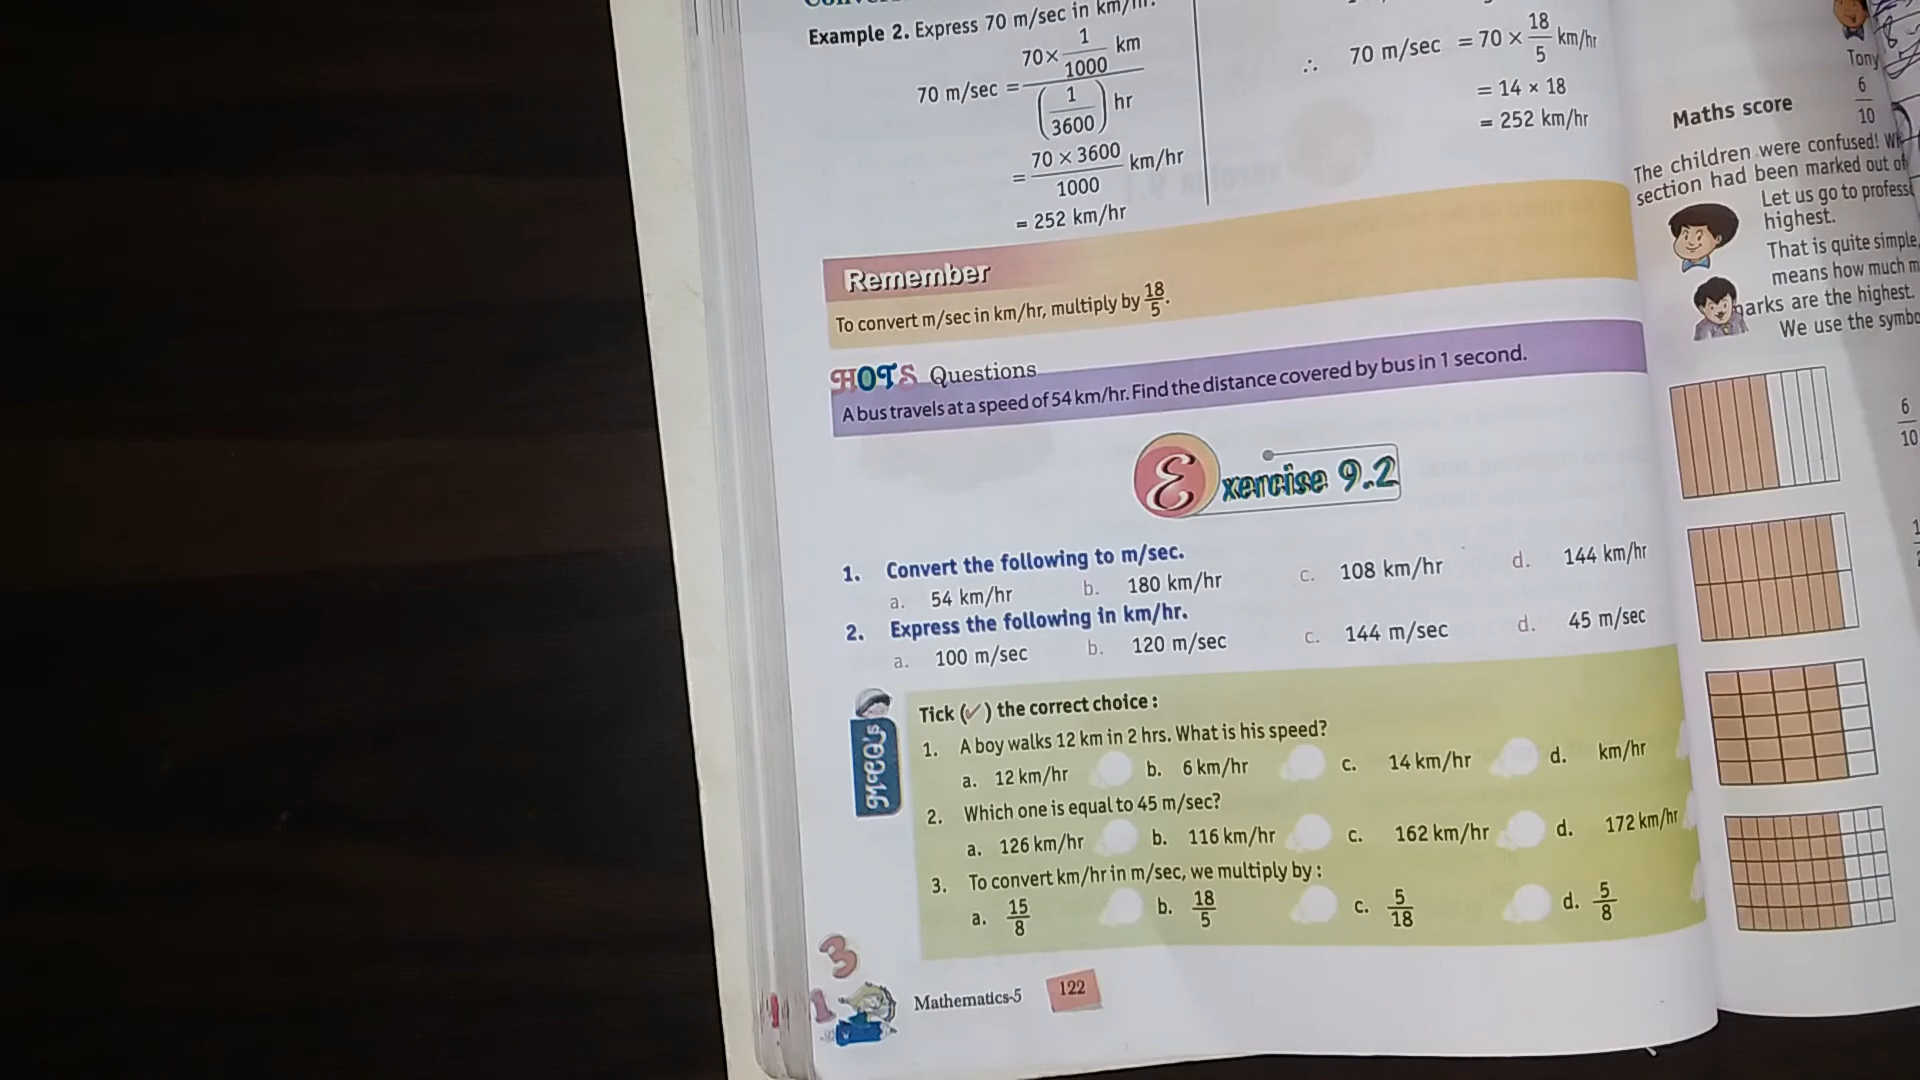 Example 2. Express 70 m/sec in km/hr.
70 m/sec = 70× 1/1000 km / (1/3600) hr
= 70 × 3600 / 1000 km/hr
= 252 km/hr
∴ 70 m/sec = 70 × 18/5 km/hr
= 14 × 18
= 252 km/hr
Remember
To convert m/sec in km/hr, multiply by 18/5.
HOTS Questions
A bus travels at a speed of 54 km/hr. Find the distance covered by bus in 1 second.
Exercise 9.2
1. Convert the following to m/sec.
a. 54 km/hr b. 180 km/hr c. 108 km/hr d. 144 km/hr
2. Express the following in km/hr.
a. 100 m/sec b. 120 m/sec c. 144 m/sec d. 45 m/sec
MCQ's
Tick (✓) the correct choice :
1. A boy walks 12 km in 2 hrs. What is his speed?
a. 12 km/hr b. 6 km/hr c. 14 km/hr d. km/hr
2. Which one is equal to 45 m/sec?
a. 126 km/hr b. 116 km/hr c. 162 km/hr d. 172 km/hr
3. To convert km/hr in m/sec, we multiply by :
a. 15/8 b. 18/5 c. 5/18 d. 5/8
Mathematics-5 122
Tony
Maths score 6/10
The children were confused!
section had been marked out of
Let us go to
highest.
That is quite simple,
means how much
arks are the highest.
We use the
6/10